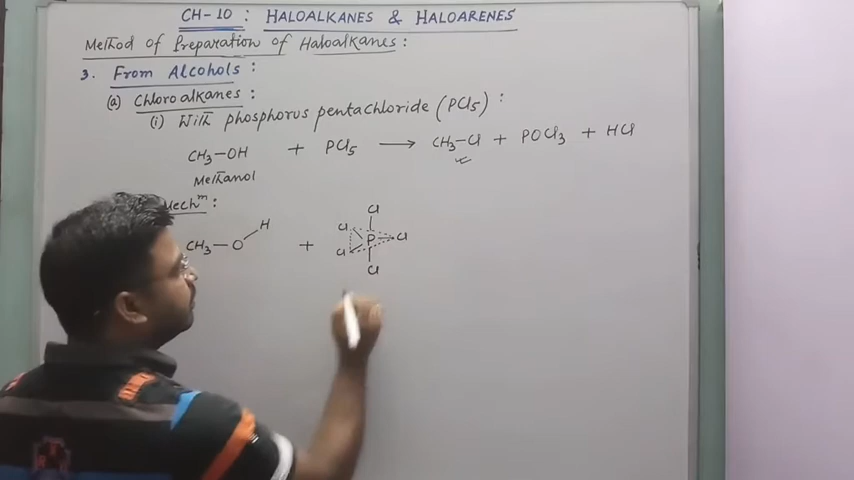 CH-10 : HALOALKANES & HALOARENES
Method of Preparation of Haloalkanes :
3. From Alcohols :
(a) Chloroalkanes :
(i) With phosphorus pentachloride (PCl5) :
CH3-OH + PCl5 → CH3-Cl + POCl3 + HCl
Methanol
Mechm :
CH3-O-H + Cl Cl P Cl Cl Cl